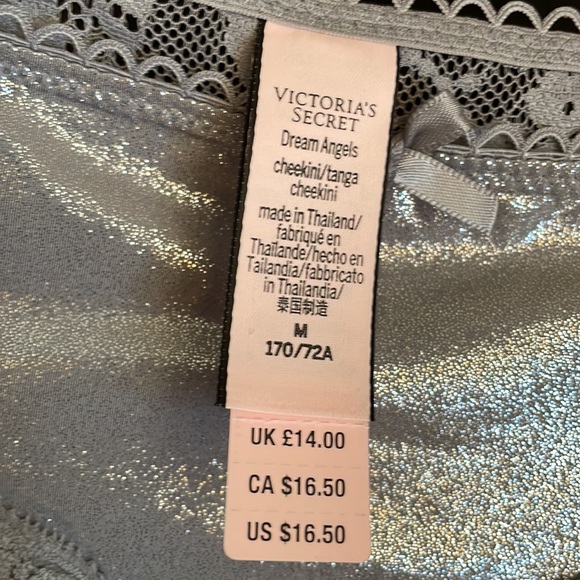 VICTORIA'S
SECRET
Dream Angels
cheekini/tanga
cheekini
made in Thailand/
fabriqué en
Thaïlande/hecho en
Tailandia/fabbricato
in Thailandia/
泰国制造
M
170/72A
UK £14.00
CA $16.50
US $16.50